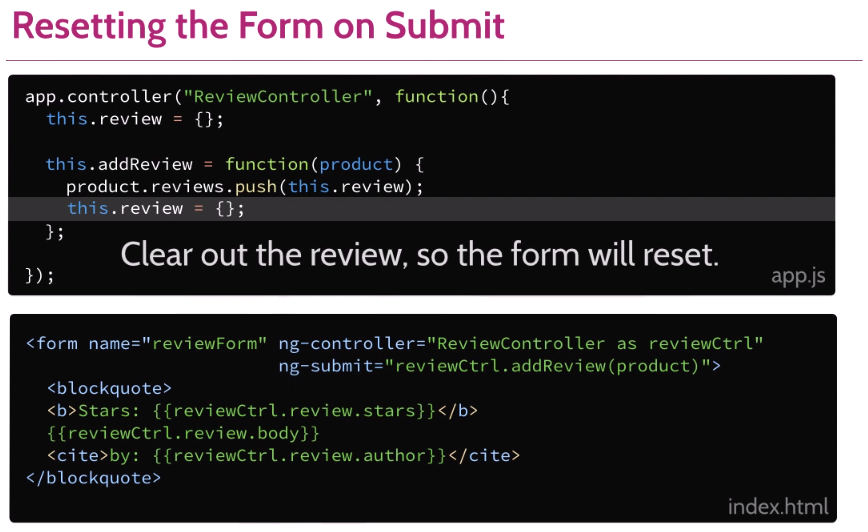 Resetting the Form on Submit
app.controller("ReviewController", function(){
this.review = {};
this.addReview = function(product) {
product.reviews.push(this.review);
this.review = {};
};
Clear out the review, so the form will reset.
});
app.js
<form name="reviewForm" ng-controller="ReviewController as reviewCtrl"
ng-submit="reviewCtrl.addReview(product)">
<blockquote>
<b>Stars: {{reviewCtrl.review.stars}}</b>
{{reviewCtrl.review.body}}
<cite>by: {{reviewCtrl.review.author}}</cite>
</blockquote>
index.html